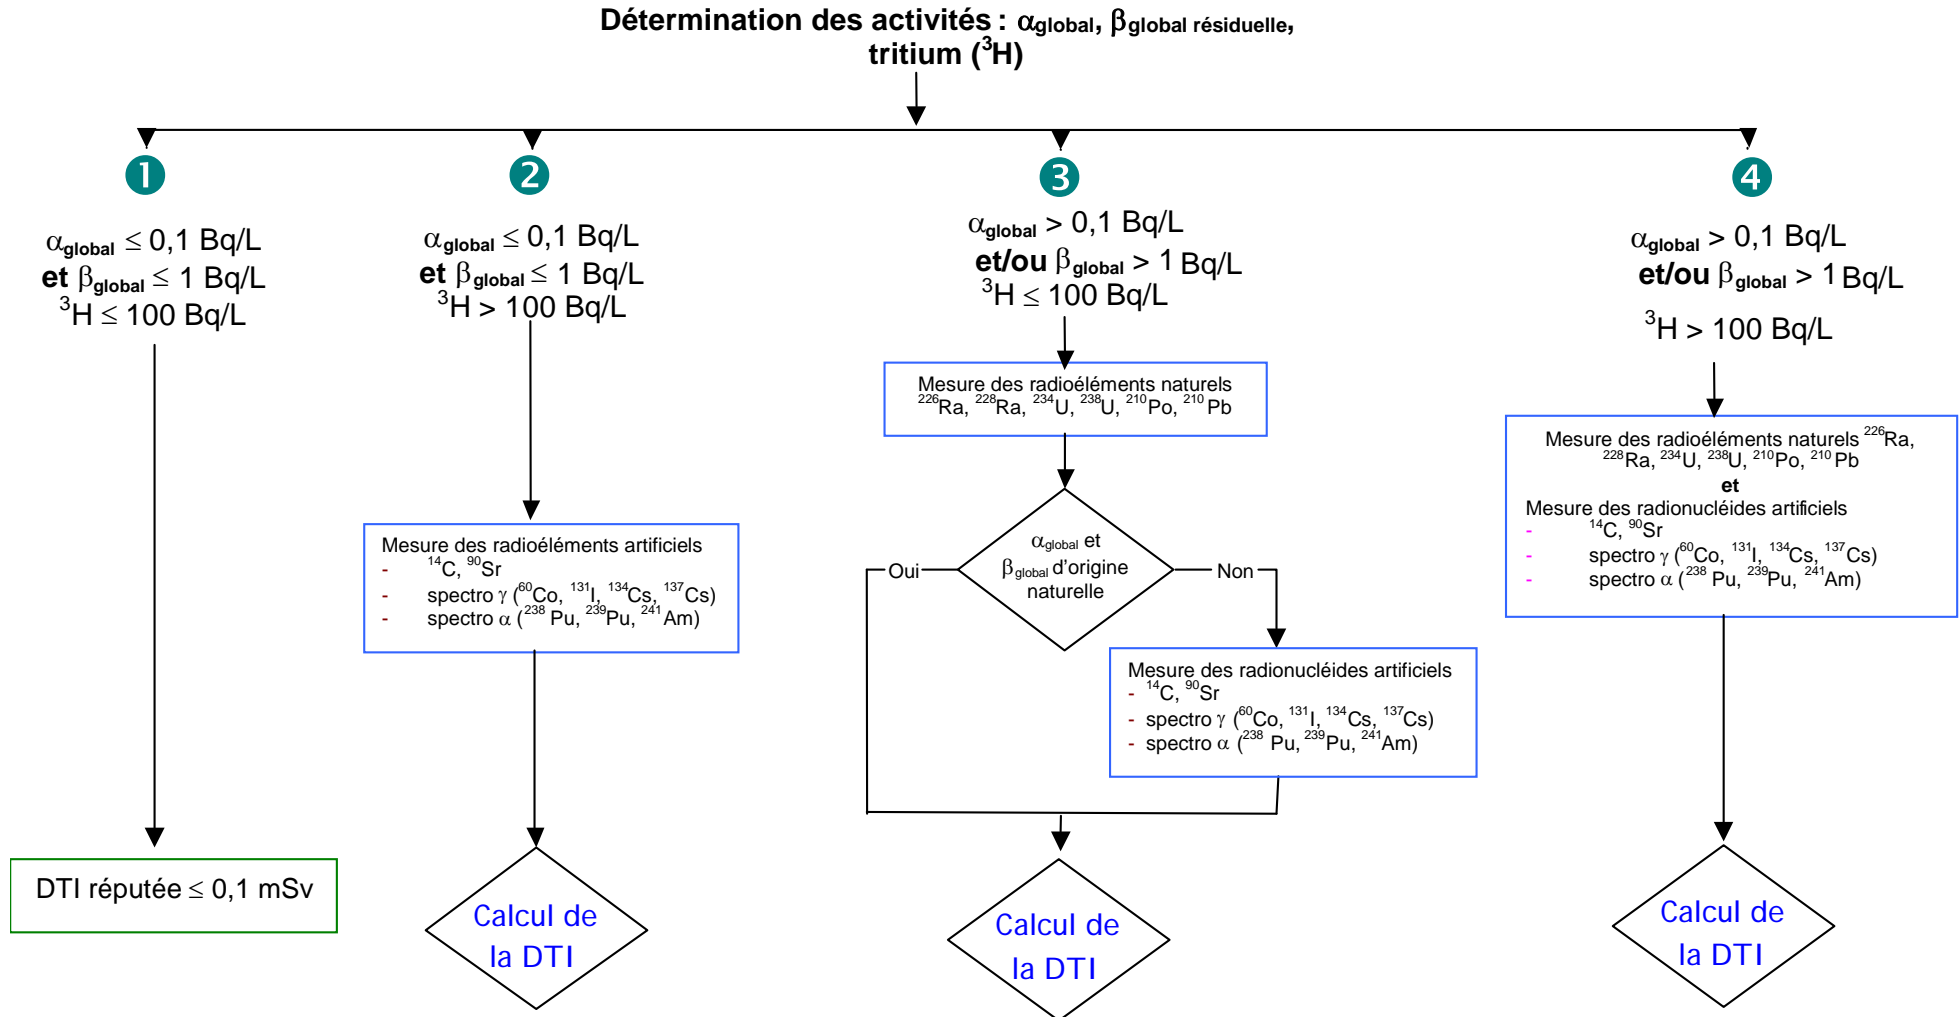 Détermination des activités : αglobal, βglobal résiduelle,
tritium (³H)
❶
αglobal ≤ 0,1 Bq/L
et βglobal ≤ 1 Bq/L
³H ≤ 100 Bq/L
DTI réputée ≤ 0,1 mSv
❷
αglobal ≤ 0,1 Bq/L
et βglobal ≤ 1 Bq/L
³H > 100 Bq/L
Mesure des radioéléments artificiels
- ¹⁴C, ⁹⁰Sr
- spectro γ (⁶⁰Co, ¹³¹I, ¹³⁴Cs, ¹³⁷Cs)
- spectro α (²³⁸ Pu, ²³⁹Pu, ²⁴¹Am)
Calcul de
la DTI
❸
αglobal > 0,1 Bq/L
et/ou βglobal > 1 Bq/L
³H ≤ 100 Bq/L
Mesure des radioéléments naturels
²²⁶Ra, ²²⁸Ra, ²³⁴U, ²³⁸U, ²¹⁰Po, ²¹⁰Pb
αglobal et
βglobal d'origine
naturelle
Oui
Non
Mesure des radionucléides artificiels
- ¹⁴C, ⁹⁰Sr
- spectro γ (⁶⁰Co, ¹³¹I, ¹³⁴Cs, ¹³⁷Cs)
- spectro α (²³⁸ Pu, ²³⁹Pu, ²⁴¹Am)
Calcul de
la DTI
❹
αglobal > 0,1 Bq/L
et/ou βglobal > 1 Bq/L
³H > 100 Bq/L
Mesure des radioéléments naturels ²²⁶Ra,
²²⁸Ra, ²³⁴U, ²³⁸U, ²¹⁰Po, ²¹⁰Pb
et
Mesure des radionucléides artificiels
- ¹⁴C, ⁹⁰Sr
- spectro γ (⁶⁰Co, ¹³¹I, ¹³⁴Cs, ¹³⁷Cs)
- spectro α (²³⁸ Pu, ²³⁹Pu, ²⁴¹Am)
Calcul de
la DTI